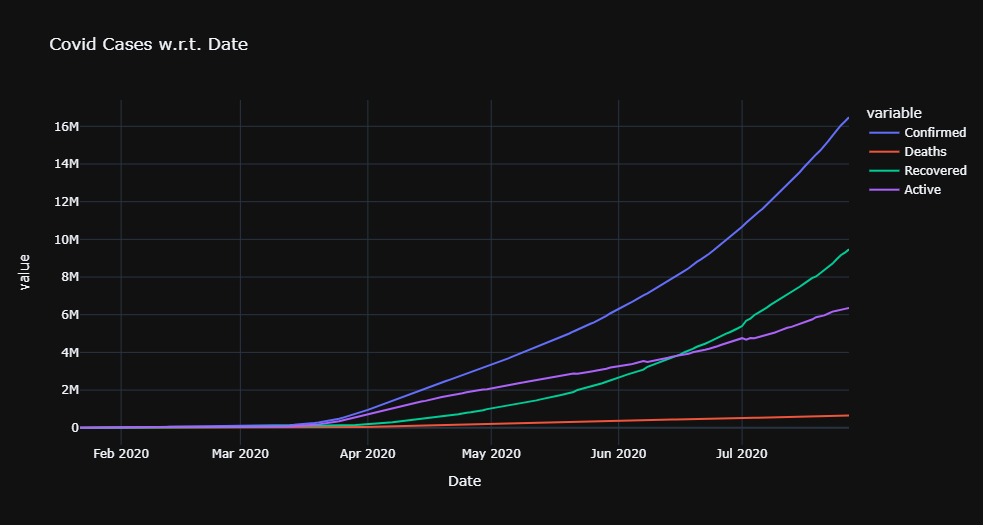 Covid Cases w.r.t. Date
variable
Confirmed
Deaths
Recovered
Active
value
16M
14M
12M
10M
8M
6M
4M
2M
0
Feb 2020
Mar 2020
Apr 2020
May 2020
Jun 2020
Jul 2020
Date